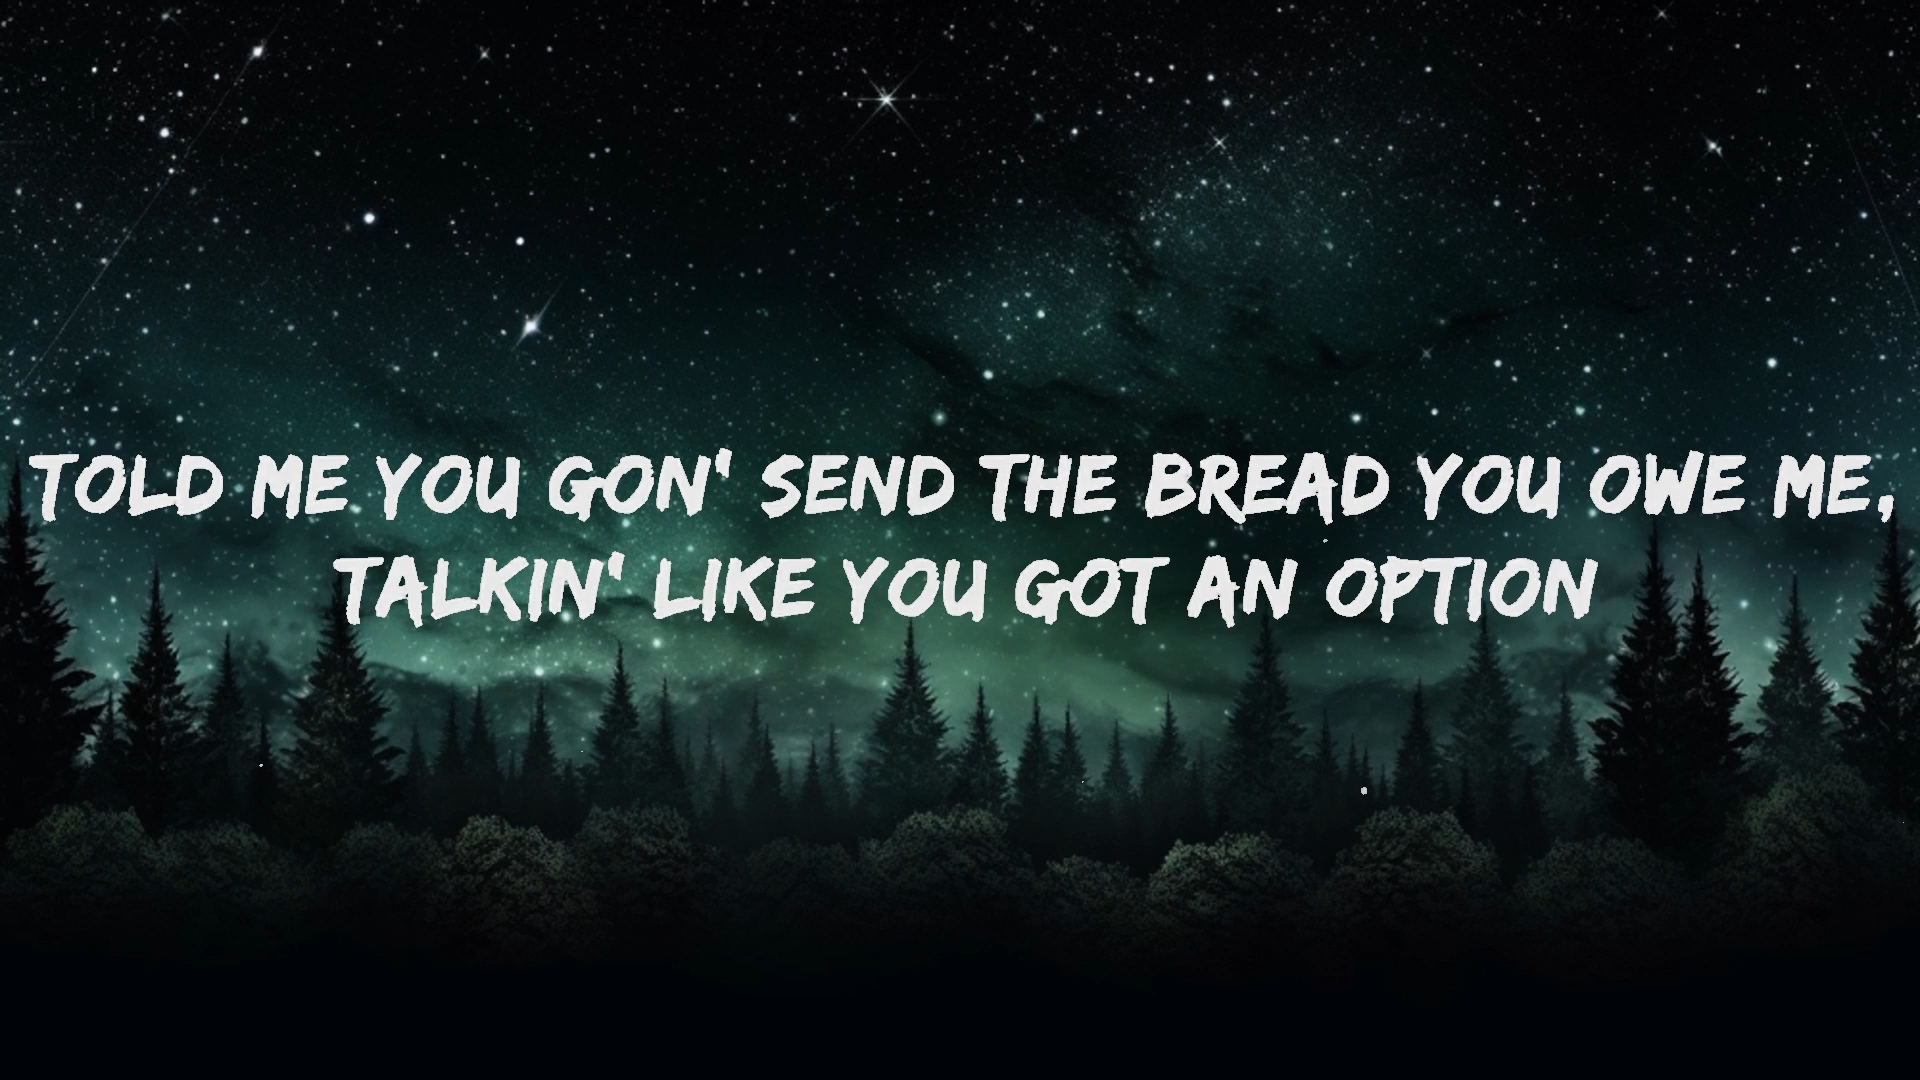 TOLD ME YOU GON' SEND THE BREAD YOU OWE ME,
TALKIN' LIKE YOU GOT AN OPTION